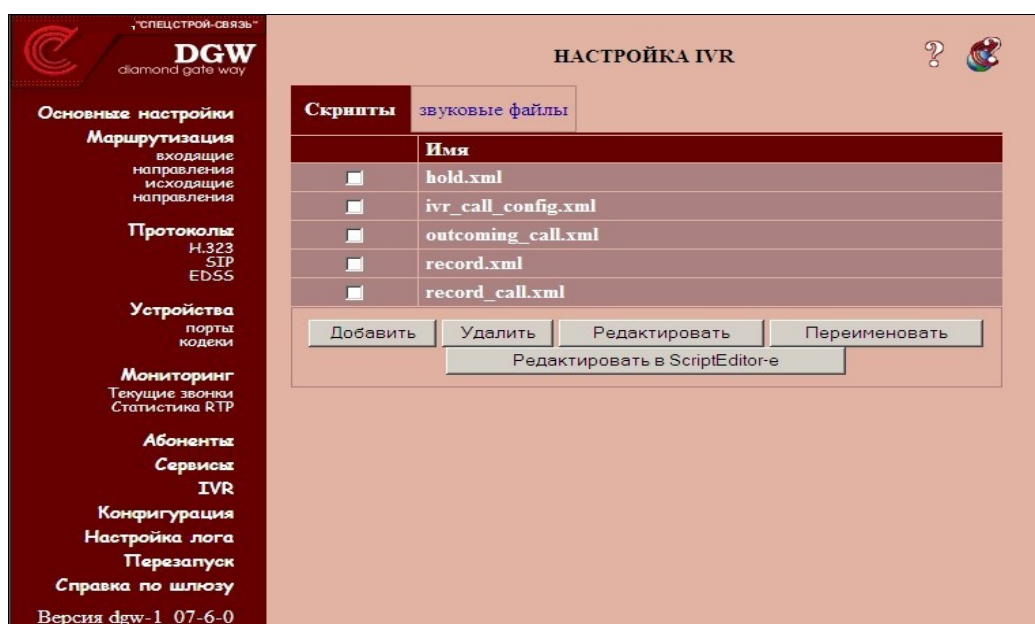 ,"СПЕЦСТРОЙ-СВЯЗЬ"
DGW
diamond gate way
НАСТРОЙКА IVR
?
Основные настройки
Маршрутизация
входящие
направления
исходящие
направления
Протоколы
H.323
SIP
EDSS
Устройства
порты
кодеки
Мониторинг
Текущие звонки
Статистика RTP
Абоненты
Сервисы
IVR
Конфигурация
Настройка лога
Перезапуск
Справка по шлюзу
Версия dgw-1_07-6-0
Скрипты звуковые файлы
Имя
hold.xml
ivr_call_config.xml
outcoming_call.xml
record.xml
record_call.xml
Добавить Удалить Редактировать Переименовать
Редактировать в ScriptEditor-е